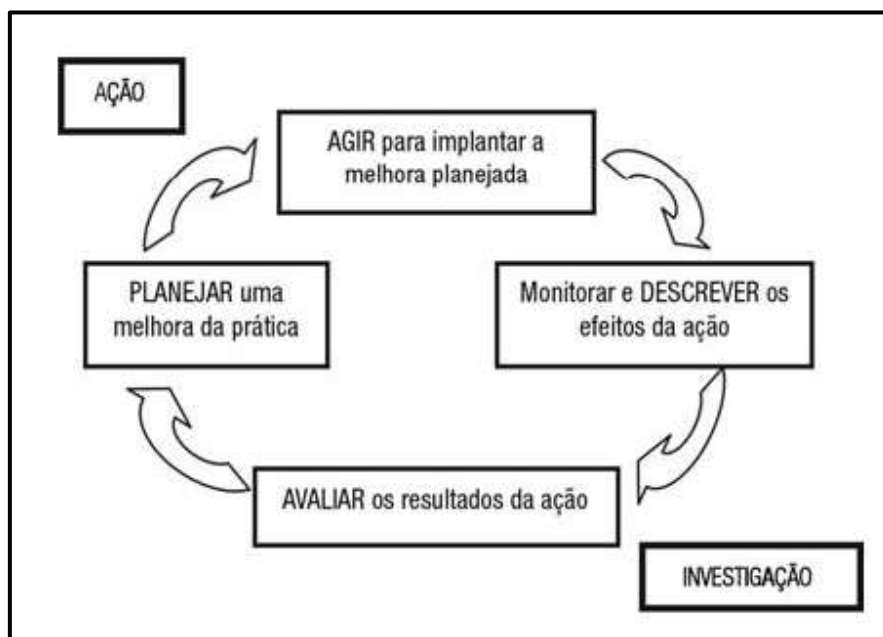 AÇÃO
AGIR para implantar a
melhora planejada
PLANEJAR uma
melhora da prática
Monitorar e DESCREVER os
efeitos da ação
AVALIAR os resultados da ação
INVESTIGAÇÃO